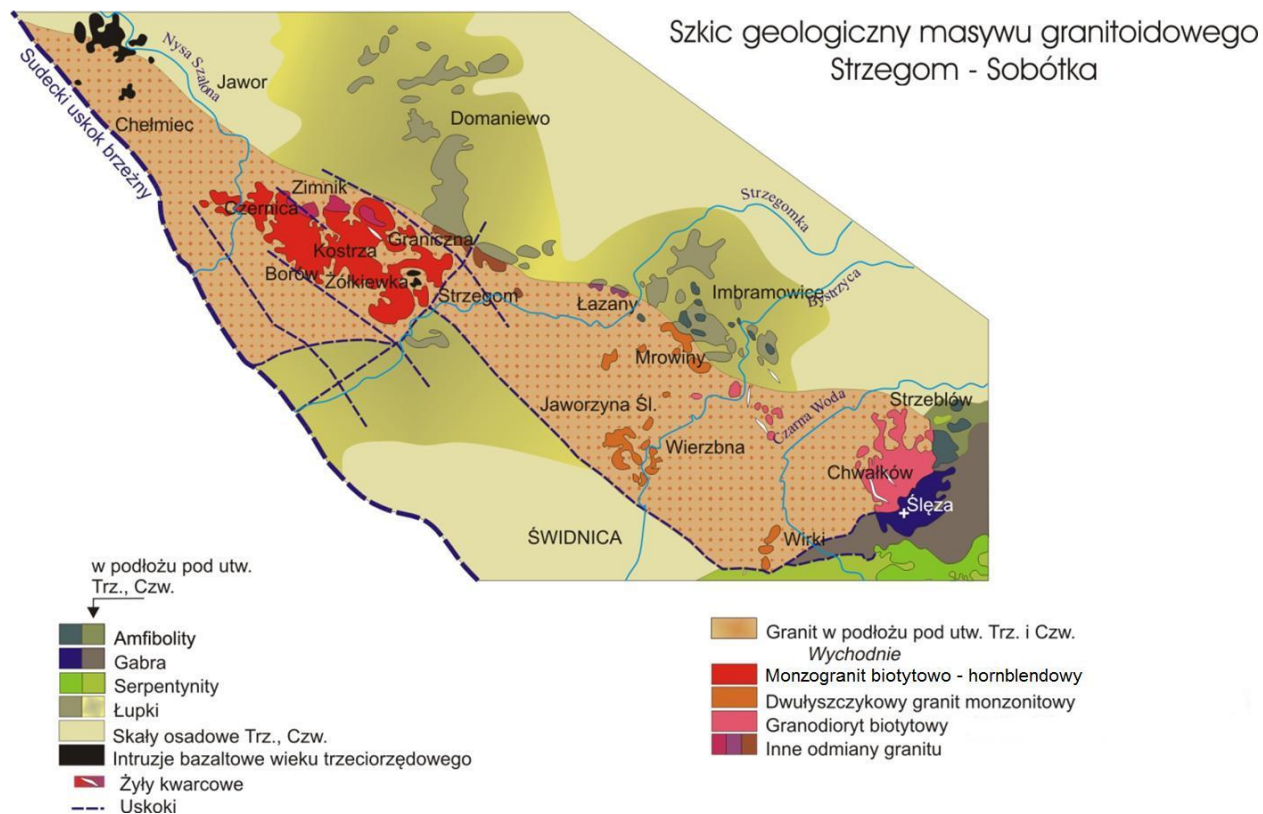 Szkic geologiczny masywu granitoidowego
Strzegom - Sobótka
Nysa Szalona
Jawor
Sudecki uskok brzeżny
Chełmiec
Domaniewo
Zimnik
Czernica
Strzegomka
Graniczna
Kostrza
Borów
Żółkiewka
Strzegom
Łażany
Imbramowice
Bystrzyca
Mrowiny
Jaworzyna Śl.
Strzeblów
Czarna Woda
Wierzbna
Chwałków
Ślęza
ŚWIDNICA
Wirki
w podłożu pod utw.
Trz., Czw.
Amfibolity
Gabra
Serpentynity
Łupki
Skały osadowe Trz., Czw.
Intruzje bazaltowe wieku trzeciorzędowego
Żyły kwarcowe
Uskoki
Granit w podłożu pod utw. Trz. i Czw.
Wychodnie
Monzogranit biotytowo - hornblendowy
Dwułyszczykowy granit monzonitowy
Granodioryt biotytowy
Inne odmiany granitu